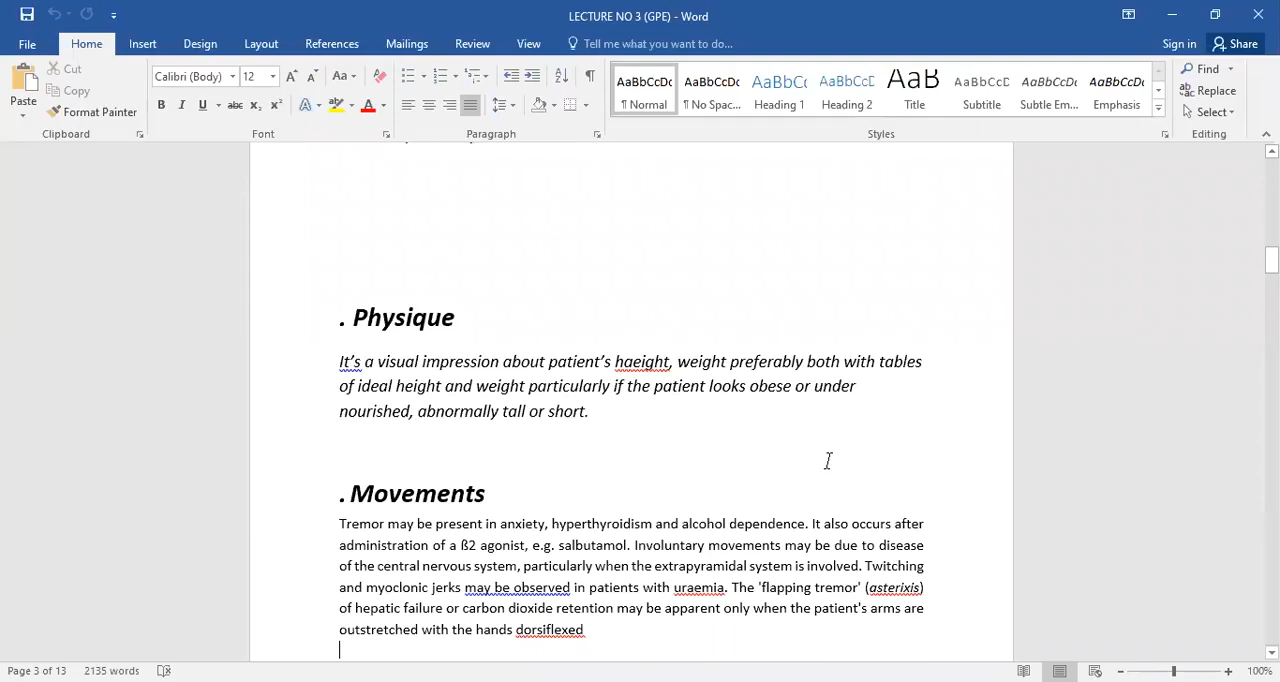 LECTURE NO 3 (GPE) - Word
File Home Insert Design Layout References Mailings Review View Tell me what you want to do... Sign in Share
Paste
Cut
Copy
Format Painter
Clipboard
Calibri (Body) 12
Font
Paragraph
AaBbCcDc AaBbCcDc AaBbCc AaBbCcD AaB AaBbCcD AaBbCcDc AaBbCcDc
¶ Normal ¶ No Spac... Heading 1 Heading 2 Title Subtitle Subtle Em... Emphasis
Styles
Find
Replace
Select
Editing
. Physique
It's a visual impression about patient's haeight, weight preferably both with tables
of ideal height and weight particularly if the patient looks obese or under
nourished, abnormally tall or short.
. Movements
Tremor may be present in anxiety, hyperthyroidism and alcohol dependence. It also occurs after
administration of a ß2 agonist, e.g. salbutamol. Involuntary movements may be due to disease
of the central nervous system, particularly when the extrapyramidal system is involved. Twitching
and myoclonic jerks may be observed in patients with uraemia. The 'flapping tremor' (asterixis)
of hepatic failure or carbon dioxide retention may be apparent only when the patient's arms are
outstretched with the hands dorsiflexed
Page 3 of 13 2135 words 100%